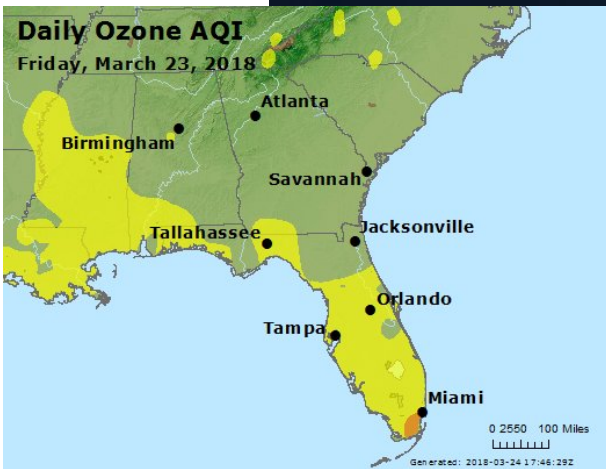 Daily Ozone AQI
Friday, March 23, 2018
Atlanta
Birmingham
Savannah
Tallahassee
Jacksonville
Orlando
Tampa
Miami
0 2550 100 Miles
Generated: 2018-03-24 17:46:29Z